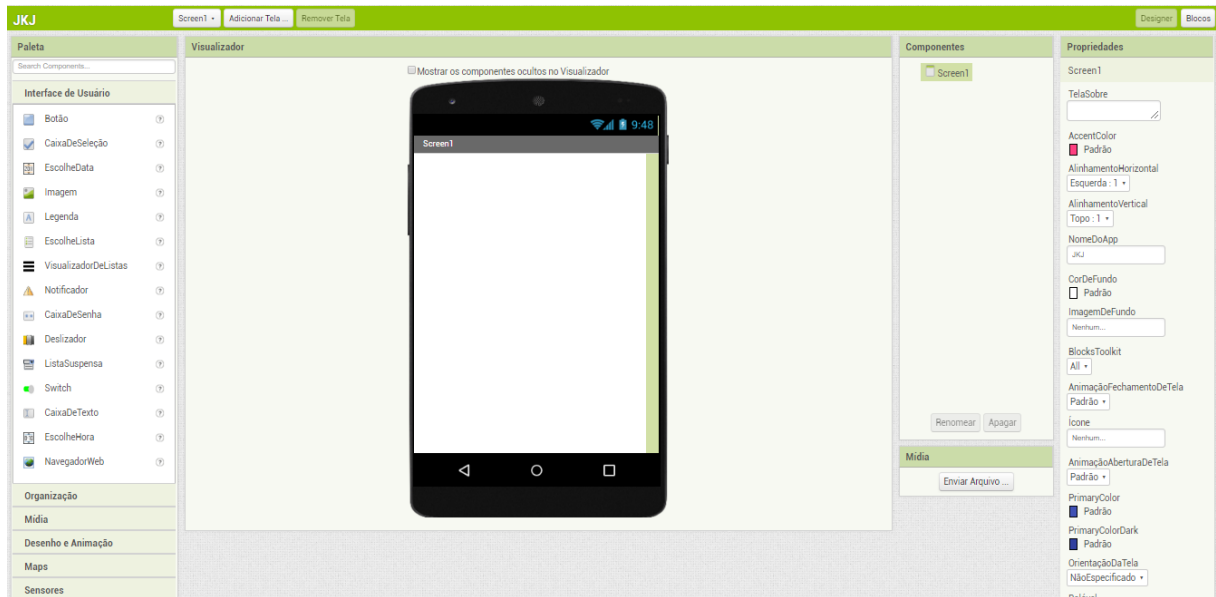 JKJ
Screen1
Adicionar Tela ...
Remover Tela
Designer
Blocos
Paleta
Search Components...
Interface de Usuário
Botão
CaixaDeSeleção
EscolheData
Imagem
Legenda
EscolheLista
VisualizadorDeListas
Notificador
CaixaDeSenha
Deslizador
ListaSuspensa
Switch
CaixaDeTexto
EscolheHora
NavegadorWeb
Organização
Mídia
Desenho e Animação
Maps
Sensores
Visualizador
Mostrar os componentes ocultos no Visualizador
9:48
Screen1
Componentes
Screen1
Renomear
Apagar
Mídia
Enviar Arquivo ...
Propriedades
Screen1
TelaSobre
AccentColor
Padrão
AlinhamentoHorizontal
Esquerda : 1
AlinhamentoVertical
Topo : 1
NomeDoApp
JKJ
CorDeFundo
Padrão
ImagemDeFundo
Nenhum...
BlocksToolkit
All
AnimaçãoFechamentoDeTela
Padrão
Ícone
Nenhum...
AnimaçãoAberturaDeTela
Padrão
PrimaryColor
Padrão
PrimaryColorDark
Padrão
OrientaçãoDaTela
NãoEspecificado